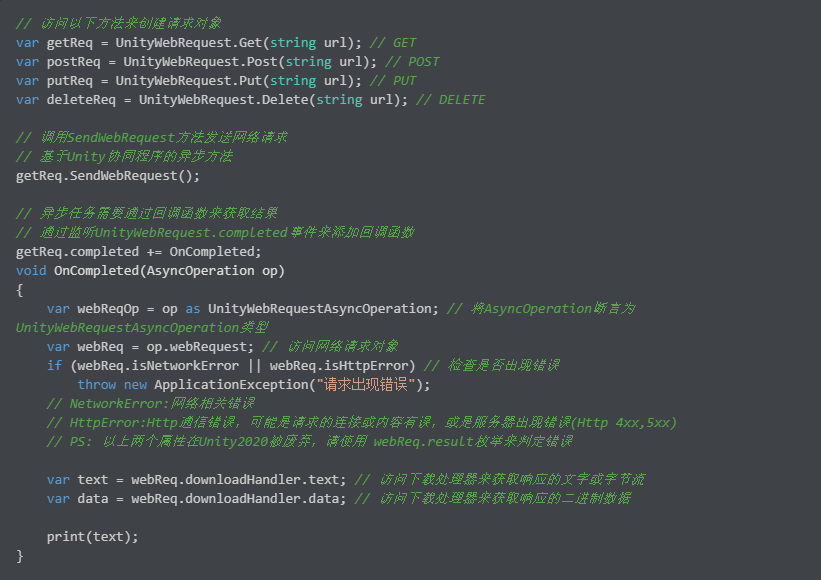 // 访问以下方法来创建请求对象
var getReq = UnityWebRequest.Get(string url); // GET
var postReq = UnityWebRequest.Post(string url); // POST
var putReq = UnityWebRequest.Put(string url); // PUT
var deleteReq = UnityWebRequest.Delete(string url); // DELETE
// 调用SendWebRequest方法发送网络请求
// 基于Unity协同程序的异步方法
getReq.SendWebRequest();
// 异步任务需要通过回调函数来获取结果
// 通过监听UnityWebRequest.completed事件来添加回调函数
getReq.completed += OnCompleted;
void OnCompleted(AsyncOperation op)
{
var webReqOp = op as UnityWebRequestAsyncOperation; // 将AsyncOperation断言为
UnityWebRequestAsyncOperation类型
var webReq = op.webRequest; // 访问网络请求对象
if (webReq.isNetworkError || webReq.isHttpError) // 检查是否出现错误
throw new ApplicationException("请求出现错误");
// NetworkError:网络相关错误
// HttpError:Http通信错误，可能是请求的连接或内容有误，或是服务器出现错误(Http 4xx,5xx)
// PS: 以上两个属性在Unity2020被废弃，请使用 webReq.result枚举来判定错误
var text = webReq.downloadHandler.text; // 访问下载处理器来获取响应的文字或字节流
var data = webReq.downloadHandler.data; // 访问下载处理器来获取响应的二进制数据
print(text);
}